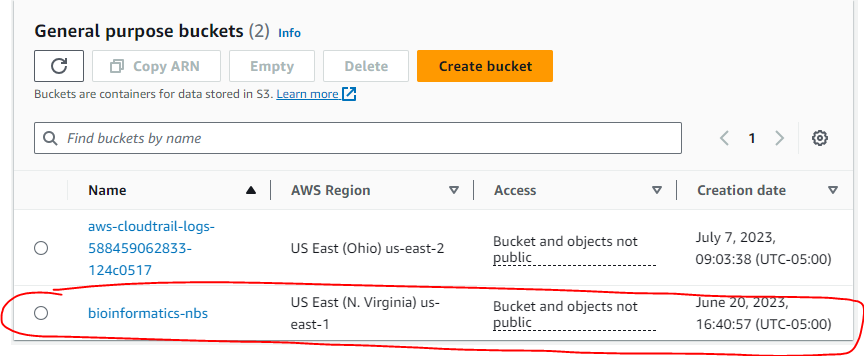 General purpose buckets (2) Info
Copy ARN Empty Delete Create bucket
Buckets are containers for data stored in S3. Learn more
Find buckets by name 1
Name AWS Region Access Creation date
aws-cloudtrail-logs-
588459062833-
124c0517
US East (Ohio) us-east-2
Bucket and objects not
public
July 7, 2023,
09:03:38 (UTC-05:00)
bioinformatics-nbs
US East (N. Virginia) us-
east-1
Bucket and objects not
public
June 20, 2023,
16:40:57 (UTC-05:00)